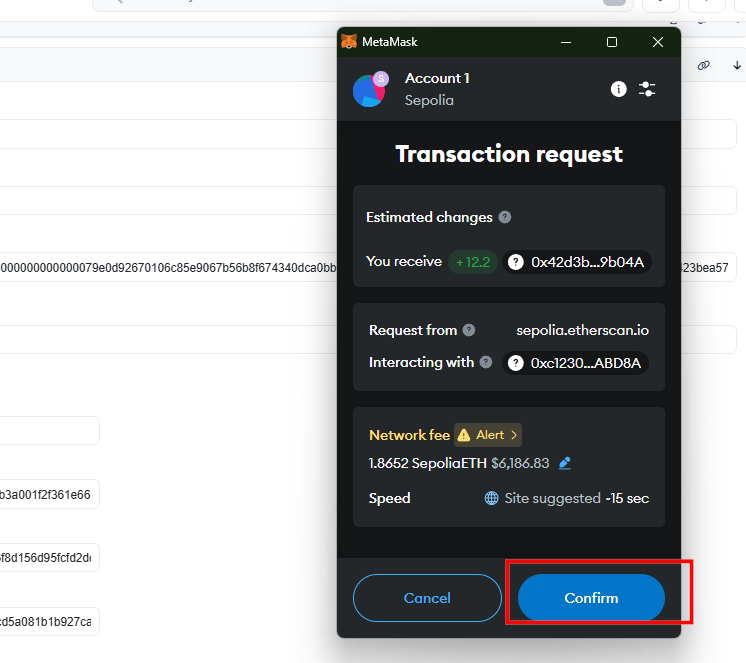 MetaMask
Account 1
S
Sepolia
Transaction request
Estimated changes
You receive + 12.2 0x42d3b...9b04A
000000000000079e0d92670106c85e9067b56b8f674340dca0bb
23bea57
Request from sepolia.etherscan.io
Interacting with 0xc1230...ABD8A
Network fee Alert >
1.8652 SepoliaETH $6,186.83
b3a001f2f361e66
Speed Site suggested ~15 sec
f8d156d95fcfd2d
Cancel Confirm
cd5a081b1b927ca